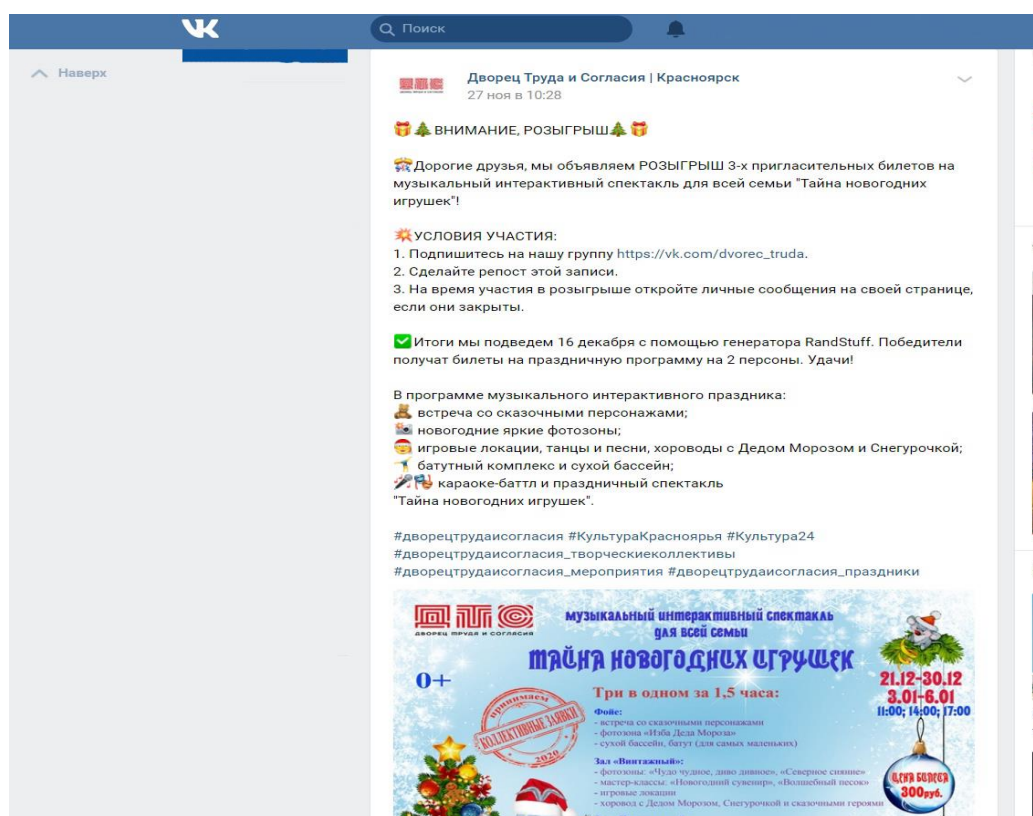 Поиск
Наверх
Дворец Труда и Согласия | Красноярск
27 ноя в 10:28
ВНИМАНИЕ, РОЗЫГРЫШ
Дорогие друзья, мы объявляем РОЗЫГРЫШ 3-х пригласительных билетов на
музыкальный интерактивный спектакль для всей семьи "Тайна новогодних
игрушек"!
УСЛОВИЯ УЧАСТИЯ:
1. Подпишитесь на нашу группу https://vk.com/dvorec_truda.
2. Сделайте репост этой записи.
3. На время участия в розыгрыше откройте личные сообщения на своей странице,
если они закрыты.
Итоги мы подведем 16 декабря с помощью генератора RandStuff. Победители
получат билеты на праздничную программу на 2 персоны. Удачи!
В программе музыкального интерактивного праздника:
встреча со сказочными персонажами;
новогодние яркие фотозоны;
игровые локации, танцы и песни, хороводы с Дедом Морозом и Снегурочкой;
батутный комплекс и сухой бассейн;
караоке-баттл и праздничный спектакль
"Тайна новогодних игрушек".
#дворецтрудаисогласия #КультураКрасноярья #Культура24
#дворецтрудаисогласия_творческиеколлективы
#дворецтрудаисогласия_мероприятия #дворецтрудаисогласия_праздники
ДТС
ДВОРЕЦ ТРУДА И СОГЛАСИЯ
музыкальный интерактивный спектакль
для всей семьи
ТАЙНА НОВОГОДНИХ ИГРУШЕК
0+
21.12-30.12
3.01-6.01
11:00; 14:00; 17:00
принимаем
КОЛЛЕКТИВНЫЕ ЗАЯВКИ
2020
Три в одном за 1,5 часа:
Фойе:
- встреча со сказочными персонажами
- фотозона «Изба Деда Мороза»
- сухой бассейн, батут (для самых маленьких)
Зал «Винтажный»:
- фотозоны: «Чудо чудное, диво дивное», «Северное сияние»
- мастер-классы: «Новогодний сувенир», «Волшебный песок»
- игровые локации
- хоровод с Дедом Морозом, Снегурочкой и сказочными героями
ЦЕНА БИЛЕТА
300руб.